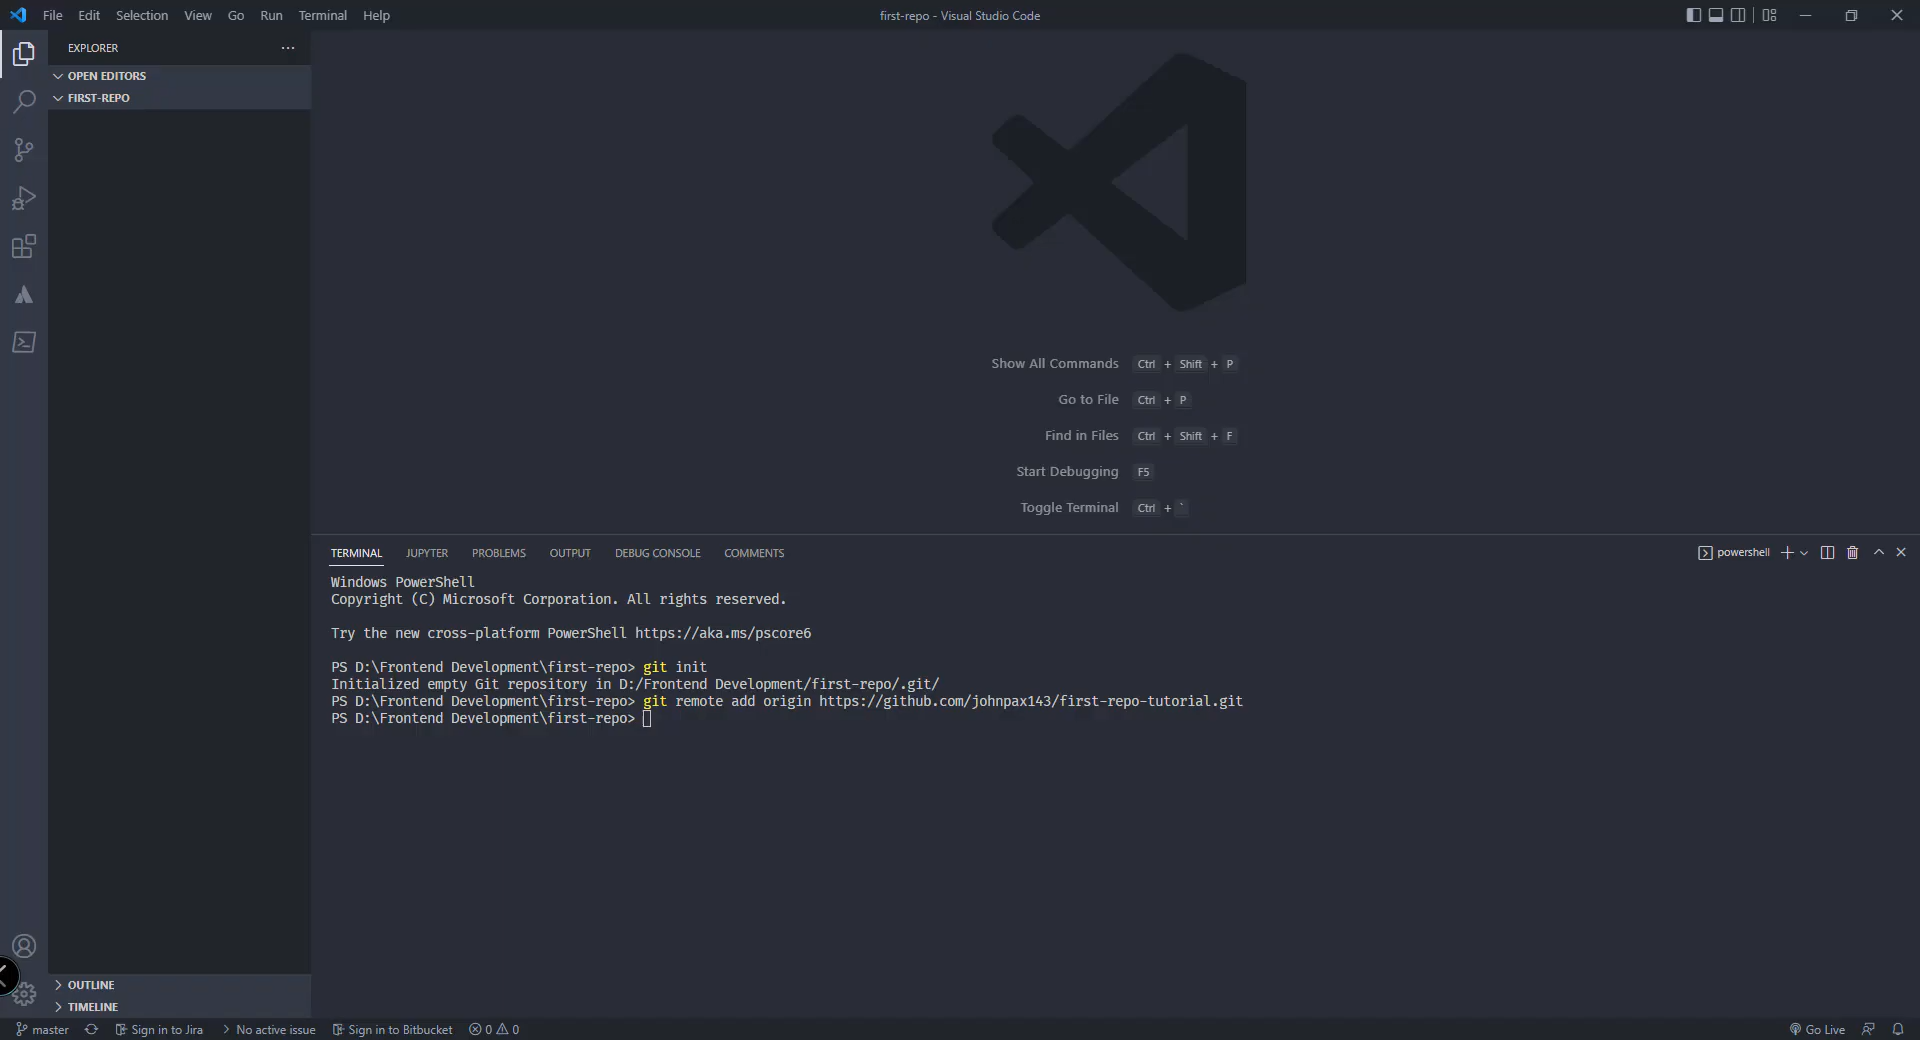 File Edit Selection View Go Run Terminal Help
first-repo - Visual Studio Code
EXPLORER
OPEN EDITORS
FIRST-REPO
Show All Commands Ctrl + Shift + P
Go to File Ctrl + P
Find in Files Ctrl + Shift + F
Start Debugging F5
Toggle Terminal Ctrl + `
TERMINAL JUPYTER PROBLEMS OUTPUT DEBUG CONSOLE COMMENTS
powershell
Windows PowerShell
Copyright (C) Microsoft Corporation. All rights reserved.
Try the new cross-platform PowerShell https://aka.ms/pscore6
PS D:\Frontend Development\first-repo> git init
Initialized empty Git repository in D:/Frontend Development/first-repo/.git/
PS D:\Frontend Development\first-repo> git remote add origin https://github.com/johnpax143/first-repo-tutorial.git
PS D:\Frontend Development\first-repo>
OUTLINE
TIMELINE
master Sign in to Jira No active issue Sign in to Bitbucket 0 0
Go Live